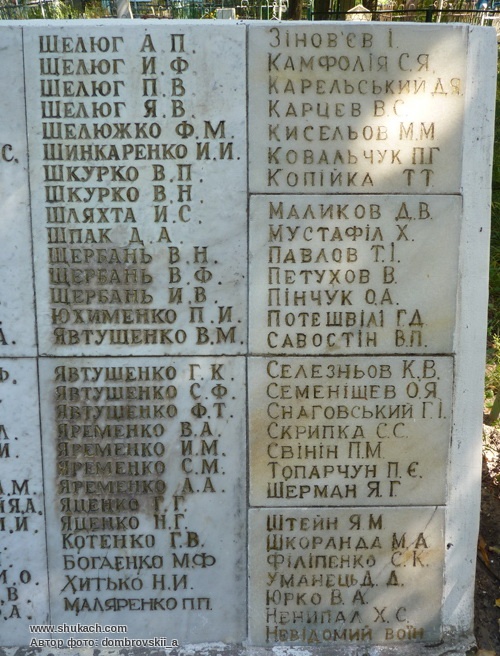 ШЕЛЮГ А.П.
ШЕЛЮГ И.Ф
ШЕЛЮГ П.В
ШЕЛЮГ Я.В.
ШЕЛЮЖКО Ф.М.
ШИНКАРЕНКО И.И.
ШКУРКО В.П.
ШКУРКО В.Н.
ШЛЯХТА И.С.
ШПАК Д.А
ЩЕРБАНЬ В.Н.
ЩЕРБАНЬ В.Ф.
ЩЕРБАНЬ И.В.
ЮХИМЕНКО П.И.
ЯВТУШЕНКО В.М.
ЯВТУШЕНКО Г.К.
ЯВТУШЕНКО С.Ф.
ЯВТУШЕНКО Ф.Т.
ЯРЕМЕНКО В.А.
ЯРЕМЕНКО И.М.
ЯРЕМЕНКО С.М.
ЯРЕМЕНКО А.А.
ЯЦЕНКО Г.Г
ЯЦЕНКО Н.Г.
КОТЕНКО Г.В.
БОГАЕНКО М.Ф
ХИТЬКО Н.И.
МАЛЯРЕНКО П.П.
ЗІНОВ'ЄВ І.
КАМФОЛІЯ С.Я.
КАРЕЛЬСЬКИЙ Д.Я.
КАРЦЕВ В.С.
КИСЕЛЬОВ М.М
КОВАЛЬЧУК П.Г
КОПІЙКА Т.Т.
МАЛИКОВ Д.В.
МУСТАФІЛ Х.
ПАВЛОВ Т.І.
ПЕТУХОВ В.
ПІНЧУК О.А.
ПОТЕШВІЛІ Г.Д.
САВОСТІН В.П.
СЕЛЕЗНЬОВ К.В.
СЕМЕНІЩЕВ О.Я
СНАГОВСЬКИЙ Г.І.
СКРИПКА С.С.
СВІНІН П.М.
ТОПАРЧУН П.Є.
ШЕРМАН Я.Г.
ШТЕЙН Я.М.
ШКОРАНДА М.А.
ФІЛІПЕНКО С.К.
УМАНЕЦЬ Д.Д.
ЮРКО В.А.
НЕНИПАЛ Х.С.
НЕВІДОМИЙ ВОЇН
www.shukach.com
Автор фото: dombrovskii_a